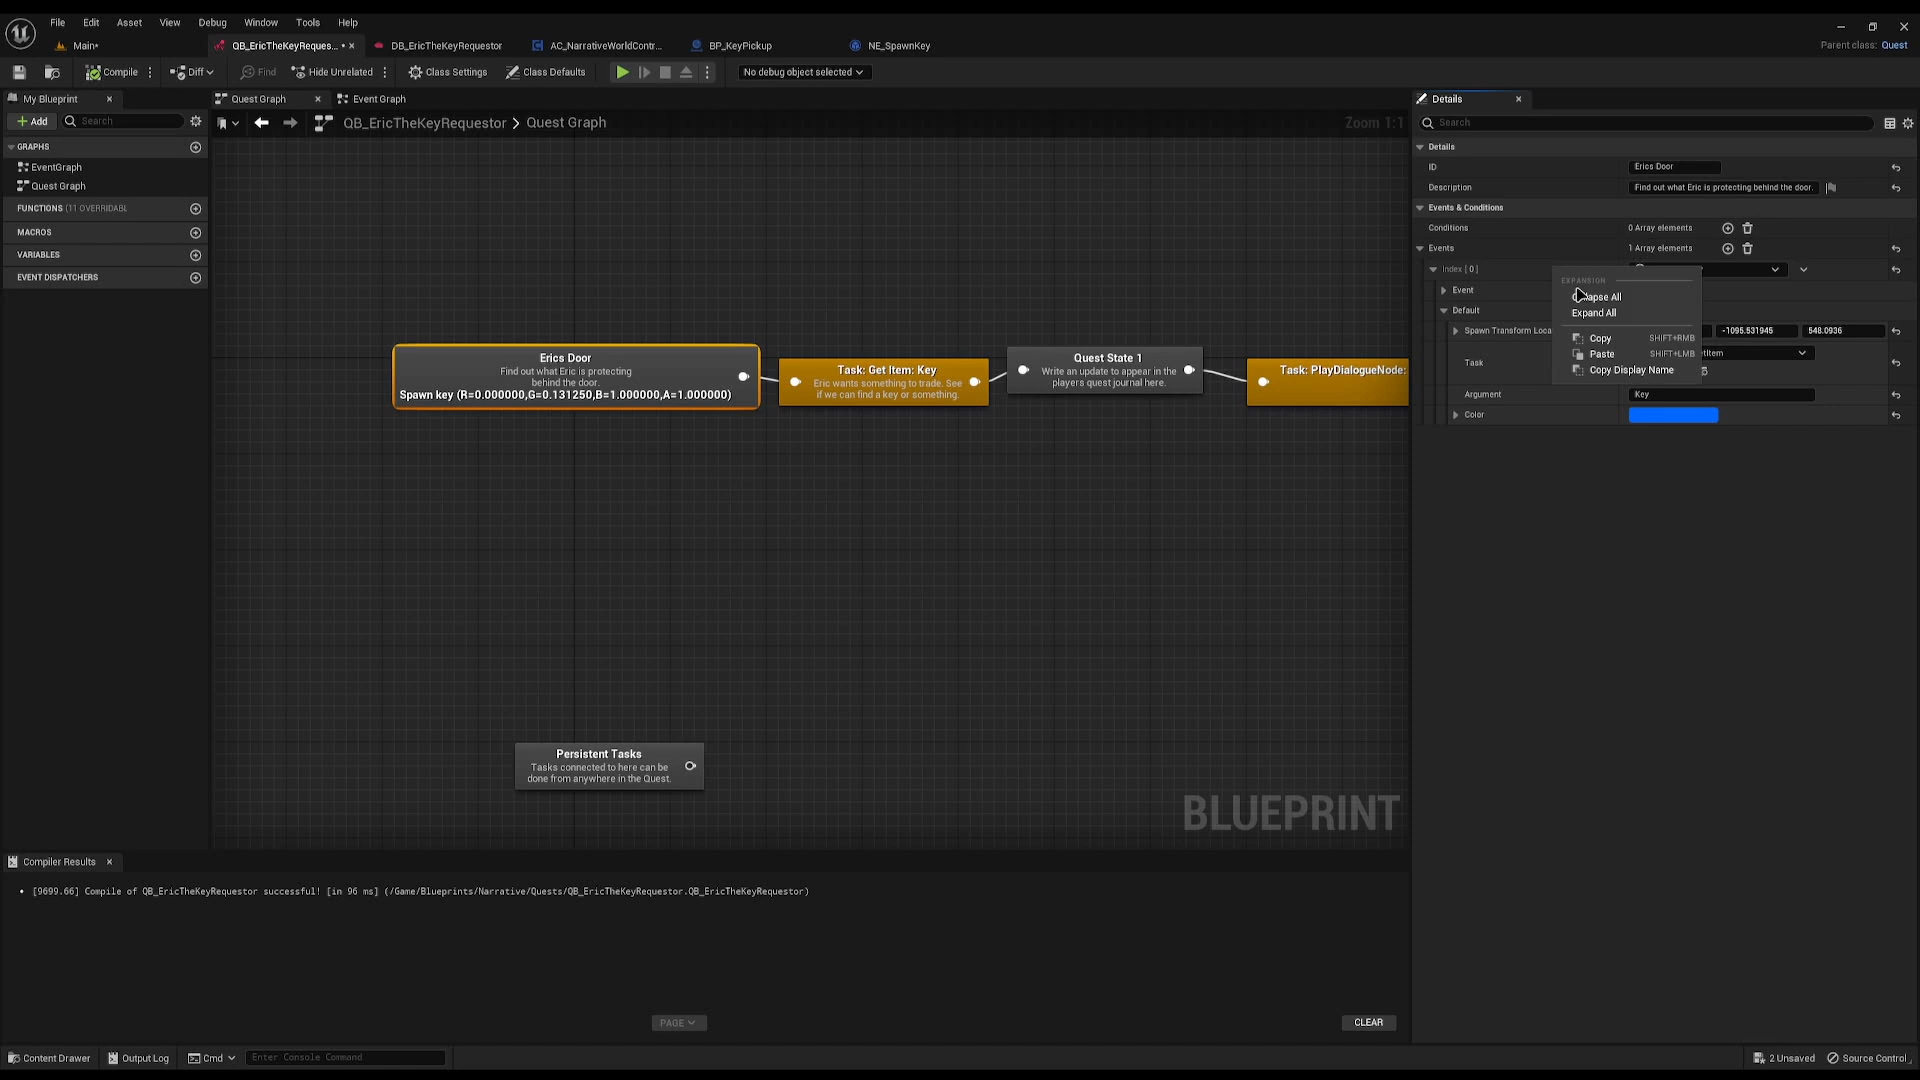 File Edit Asset View Debug Window Tools Help
Main*
QB_EricTheKeyReques... •
DB_EricTheKeyRequestor
AC_NarrativeWorldContr...
BP_KeyPickup
NE_SpawnKey
Parent class: Quest
Compile
Diff
Find
Hide Unrelated
Class Settings
Class Defaults
No debug object selected
My Blueprint
Quest Graph
Event Graph
Details
Add
Search
QB_EricTheKeyRequestor > Quest Graph
Zoom 1:1
Search
GRAPHS
EventGraph
Quest Graph
FUNCTIONS (11 OVERRIDABL
MACROS
VARIABLES
EVENT DISPATCHERS
Erics Door
Find out what Eric is protecting
behind the door.
Spawn key (R=0.000000,G=0.131250,B=1.000000,A=1.000000)
Task: Get Item: Key
Eric wants something to trade. See
if we can find a key or something.
Quest State 1
Write an update to appear in the
players quest journal here.
Task: PlayDialogueNode:
Persistent Tasks
Tasks connected to here can be
done from anywhere in the Quest.
BLUEPRINT
Details
ID
Erics Door
Description
Find out what Eric is protecting behind the door.
Events & Conditions
Conditions
0 Array elements
Events
1 Array elements
Index [ 0 ]
Event
Default
Spawn Transform Loca
-1095.531945
548.0936
Task
tItem
Argument
Key
Color
EXPANSION
lapse All
Expand All
Copy SHIFT+RMB
Paste SHIFT+LMB
Copy Display Name
Compiler Results
• [9699.66] Compile of QB_EricTheKeyRequestor successful! [in 96 ms] (/Game/Blueprints/Narrative/Quests/QB_EricTheKeyRequestor.QB_EricTheKeyRequestor)
PAGE
CLEAR
Content Drawer
Output Log
Cmd
Enter Console Command
2 Unsaved
Source Control